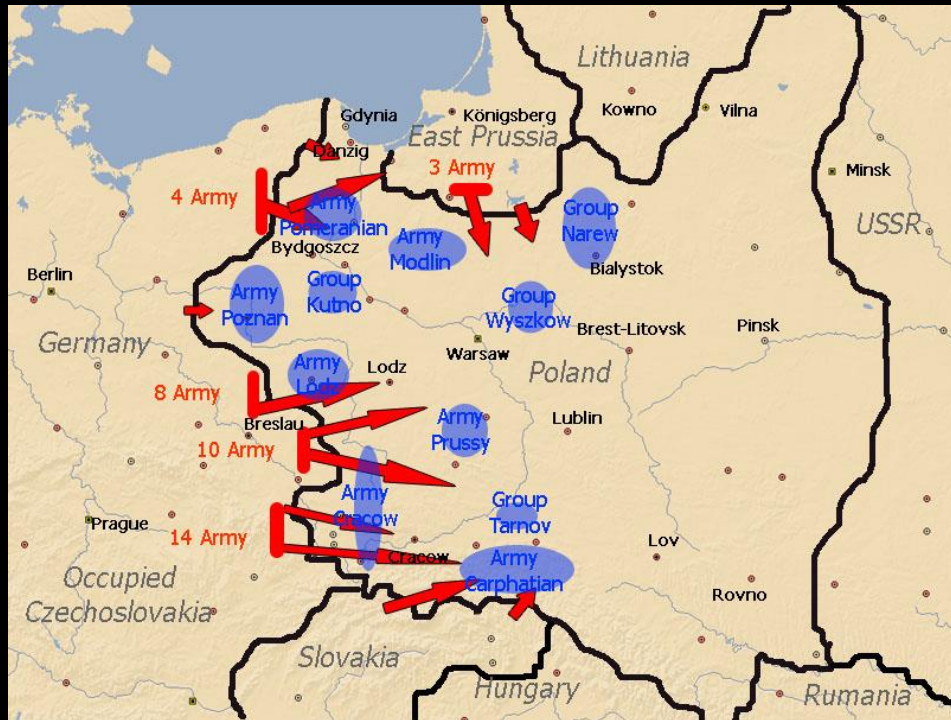 Lithuania
Gdynia
Königsberg
Kowno
Vilna
East Prussia
Danzig
3 Army
Minsk
4 Army
Army
Pomeranian
Group
Narew
USSR
Bydgoszcz
Army
Modlin
Berlin
Bialystok
Group
Kutno
Army
Poznan
Group
Wyszkow
Brest-Litovsk
Pinsk
Germany
Warsaw
Army
Lodz
Lodz
Poland
8 Army
Breslau
Army
Prussy
Lublin
10 Army
Army
Cracow
Group
Tarnov
Prague
14 Army
Cracow
Army
Carphatian
Lov
Occupied
Czechoslovakia
Rovno
Slovakia
Hungary
Rumania